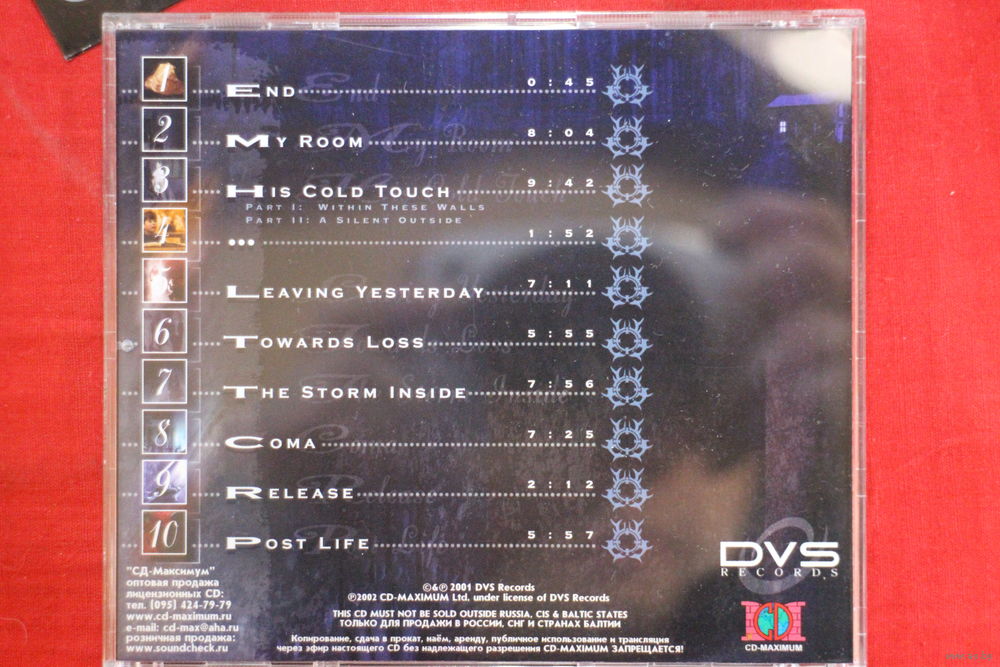 1 End 0:45
2 My Room 8:04
3 His Cold Touch 9:42
Part I: Within These Walls
Part II: A Silent Outside
4 ... 1:52
5 Leaving Yesterday 7:11
6 Towards Loss 5:55
7 The Storm Inside 7:56
8 Coma 7:25
9 Release 2:12
10 Post Life 5:57
"СД-Максимум"
оптовая продажа
лицензионных CD:
тел. (095) 424-79-79
www.cd-maximum.ru
e-mail: cd-max@aha.ru
розничная продажа:
www.soundcheck.ru
©&℗ 2001 DVS Records
℗2002 CD-MAXIMUM Ltd. under license of DVS Records
THIS CD MUST NOT BE SOLD OUTSIDE RUSSIA, CIS & BALTIC STATES
ТОЛЬКО ДЛЯ ПРОДАЖИ В РОССИИ, СНГ И СТРАНАХ БАЛТИИ
Копирование, сдача в прокат, наём, аренду, публичное использование и трансляция
через эфир настоящего CD без надлежащего разрешения CD-MAXIMUM ЗАПРЕЩАЕТСЯ!
DVS
RECORDS
CD-MAXIMUM